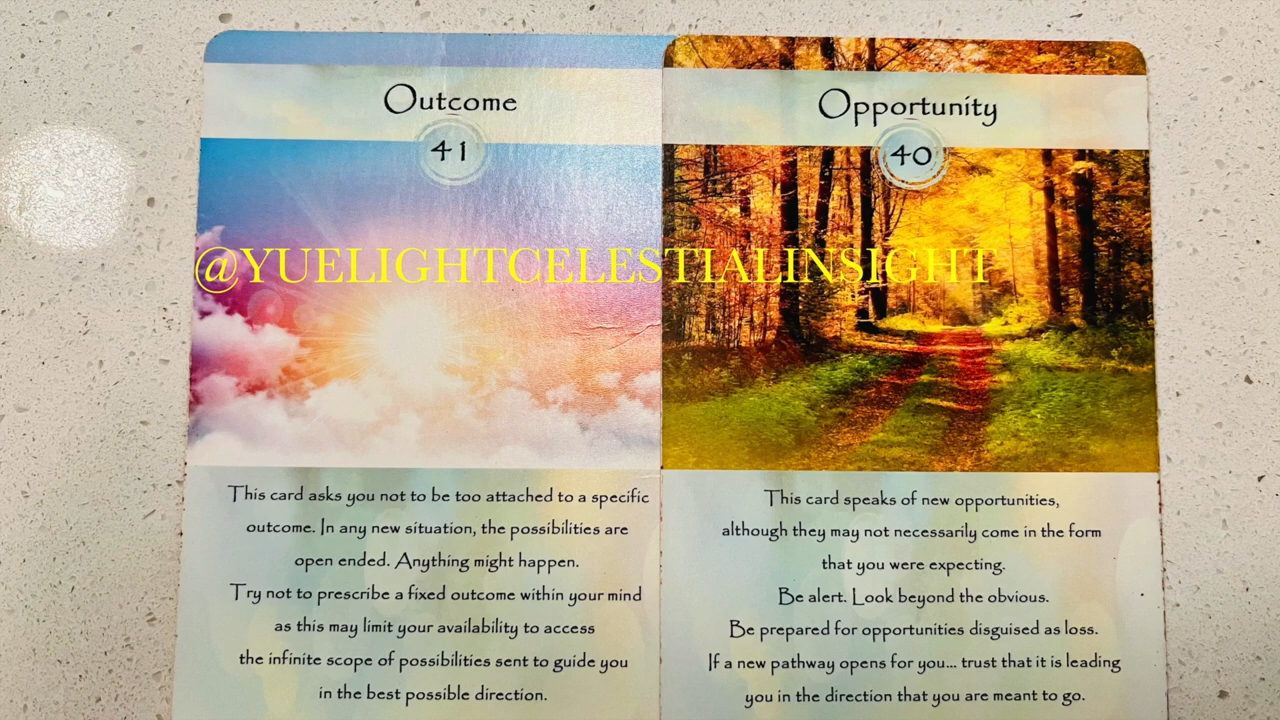 Outcome
41
This card asks you not to be too attached to a specific
outcome. In any new situation, the possibilities are
open ended. Anything might happen.
Try not to prescribe a fixed outcome within your mind
as this may limit your availability to access
the infinite scope of possibilities sent to guide you
in the best possible direction.
Opportunity
40
This card speaks of new opportunities,
although they may not necessarily come in the form
that you were expecting.
Be alert. Look beyond the obvious.
Be prepared for opportunities disguised as loss.
If a new pathway opens for you... trust that it is leading
you in the direction that you are meant to go.
@YUELIGHTCELESTIALINSIGHT